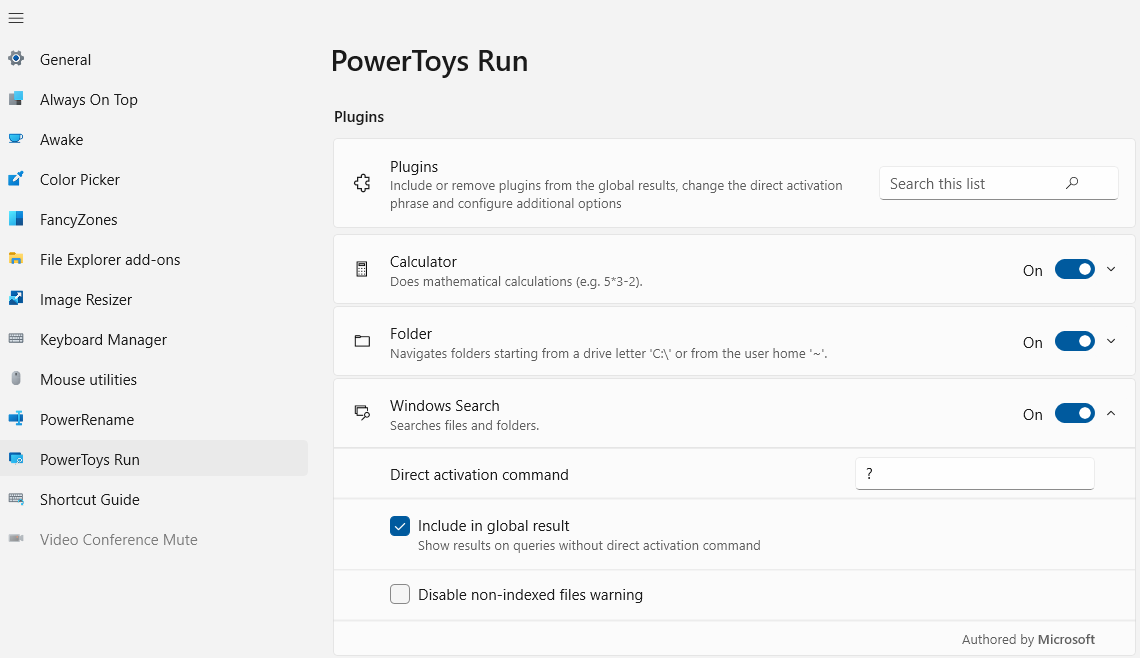 General
Always On Top
Awake
Color Picker
FancyZones
File Explorer add-ons
Image Resizer
Keyboard Manager
Mouse utilities
PowerRename
PowerToys Run
Shortcut Guide
Video Conference Mute
PowerToys Run
Plugins
Plugins
Include or remove plugins from the global results, change the direct activation
phrase and configure additional options
Search this list
Calculator
Does mathematical calculations (e.g. 5*3-2).
On
Folder
Navigates folders starting from a drive letter 'C:\' or from the user home '~'.
On
Windows Search
Searches files and folders.
On
Direct activation command
?
Include in global result
Show results on queries without direct activation command
Disable non-indexed files warning
Authored by Microsoft